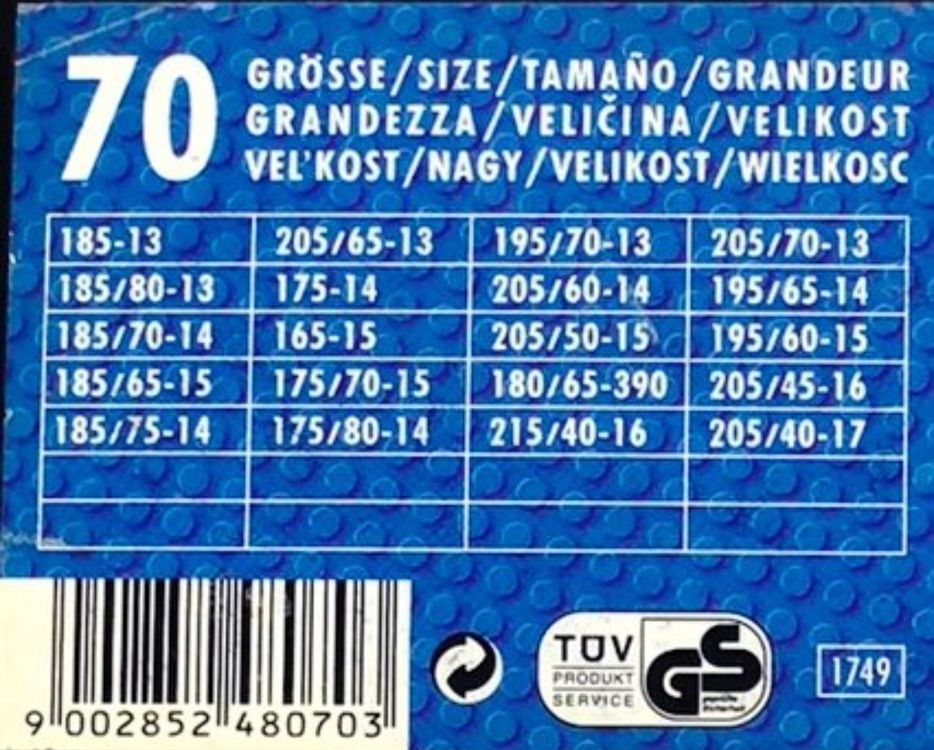 70
GRÖSSE/SIZE/TAMAÑO/GRANDEUR
GRANDEZZA/VELIČINA/VELIKOST
VEL'KOST/NAGY/VELIKOST/WIELKOSC
185-13 205/65-13 195/70-13 205/70-13
185/80-13 175-14 205/60-14 195/65-14
185/70-14 165-15 205/50-15 195/60-15
185/65-15 175/70-15 180/65-390 205/45-16
185/75-14 175/80-14 215/40-16 205/40-17
TÜV
PRODUKT
SERVICE
GS
1749
9 002852 480703